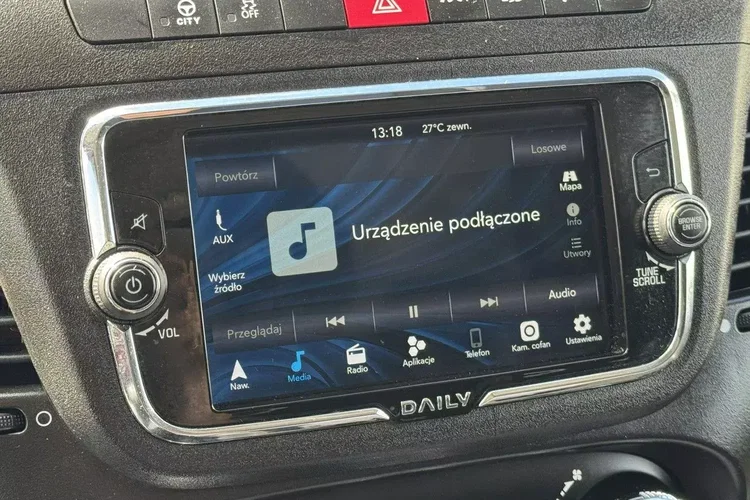 CITY
OFF
13:18
27°C zewn.
Powtórz
Losowe
Mapa
AUX
Urządzenie podłączone
Info
BROWSE
ENTER
Wybierz
źródło
Utwory
TUNE
SCROLL
VOL
Przeglądaj
Audio
Naw.
Media
Radio
Aplikacje
Telefon
Kam. cofan
Ustawienia
DAILY